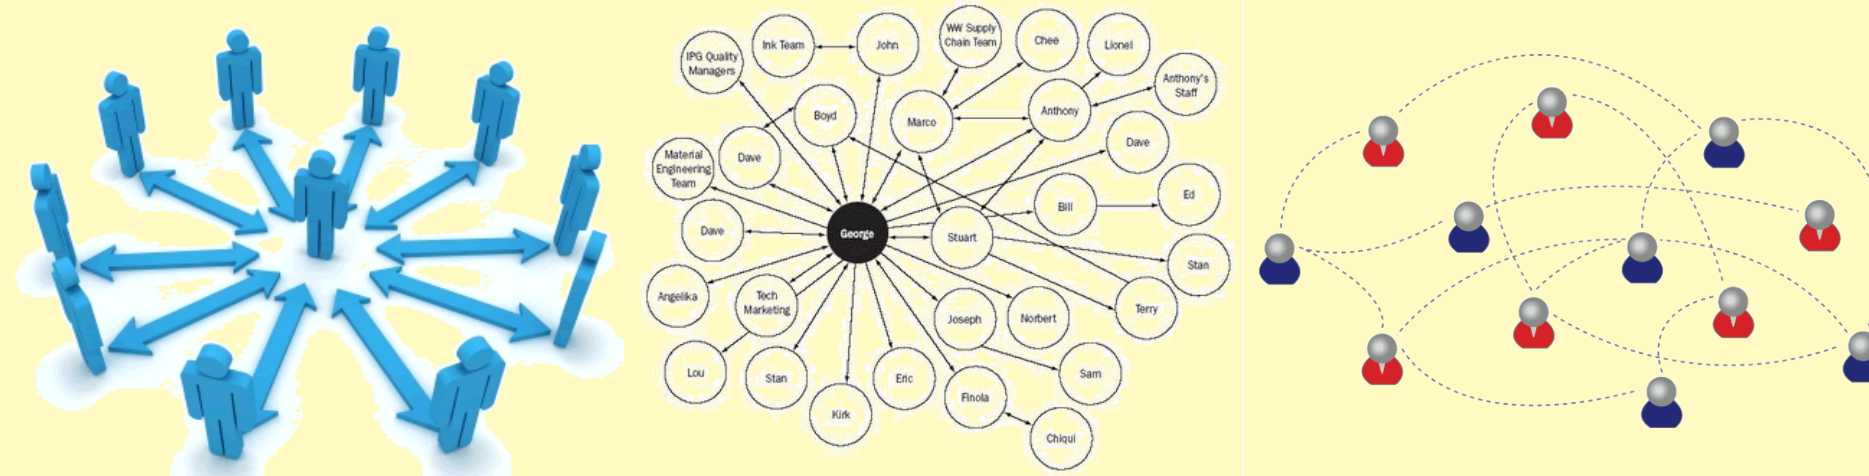 WW Supply
Chain Team
Ink Team
John
Chee
Lionel
IPG Quality
Managers
Anthony's
Staff
Boyd
Marco
Anthony
Dave
Dave
Material
Engineering
Team
Ed
Bill
Dave
George
Stuart
Stan
Angelika
Tech
Marketing
Joseph
Norbert
Terry
Lou
Stan
Eric
Sam
Kirk
Finola
Chiqui